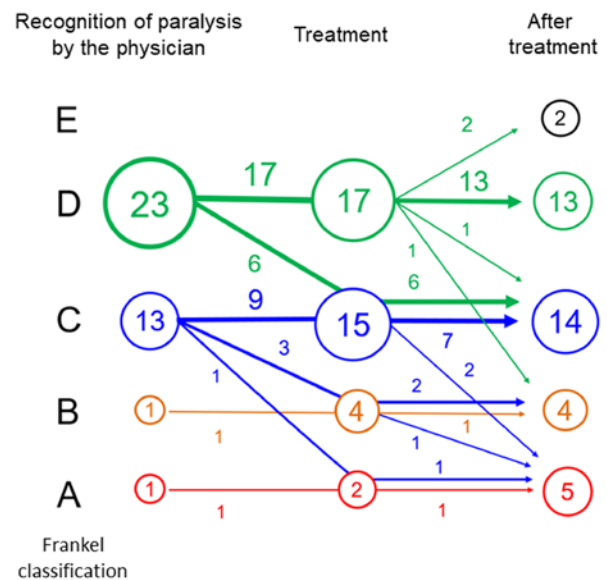 Recognition of paralysis
by the physician
Treatment
After
treatment
E
2
2
D
23
17
17
13
13
1
1
6
6
C
13
9
15
7
14
3
2
1
B
1
1
4
2
1
4
1
A
1
1
2
1
1
5
Frankel
classification